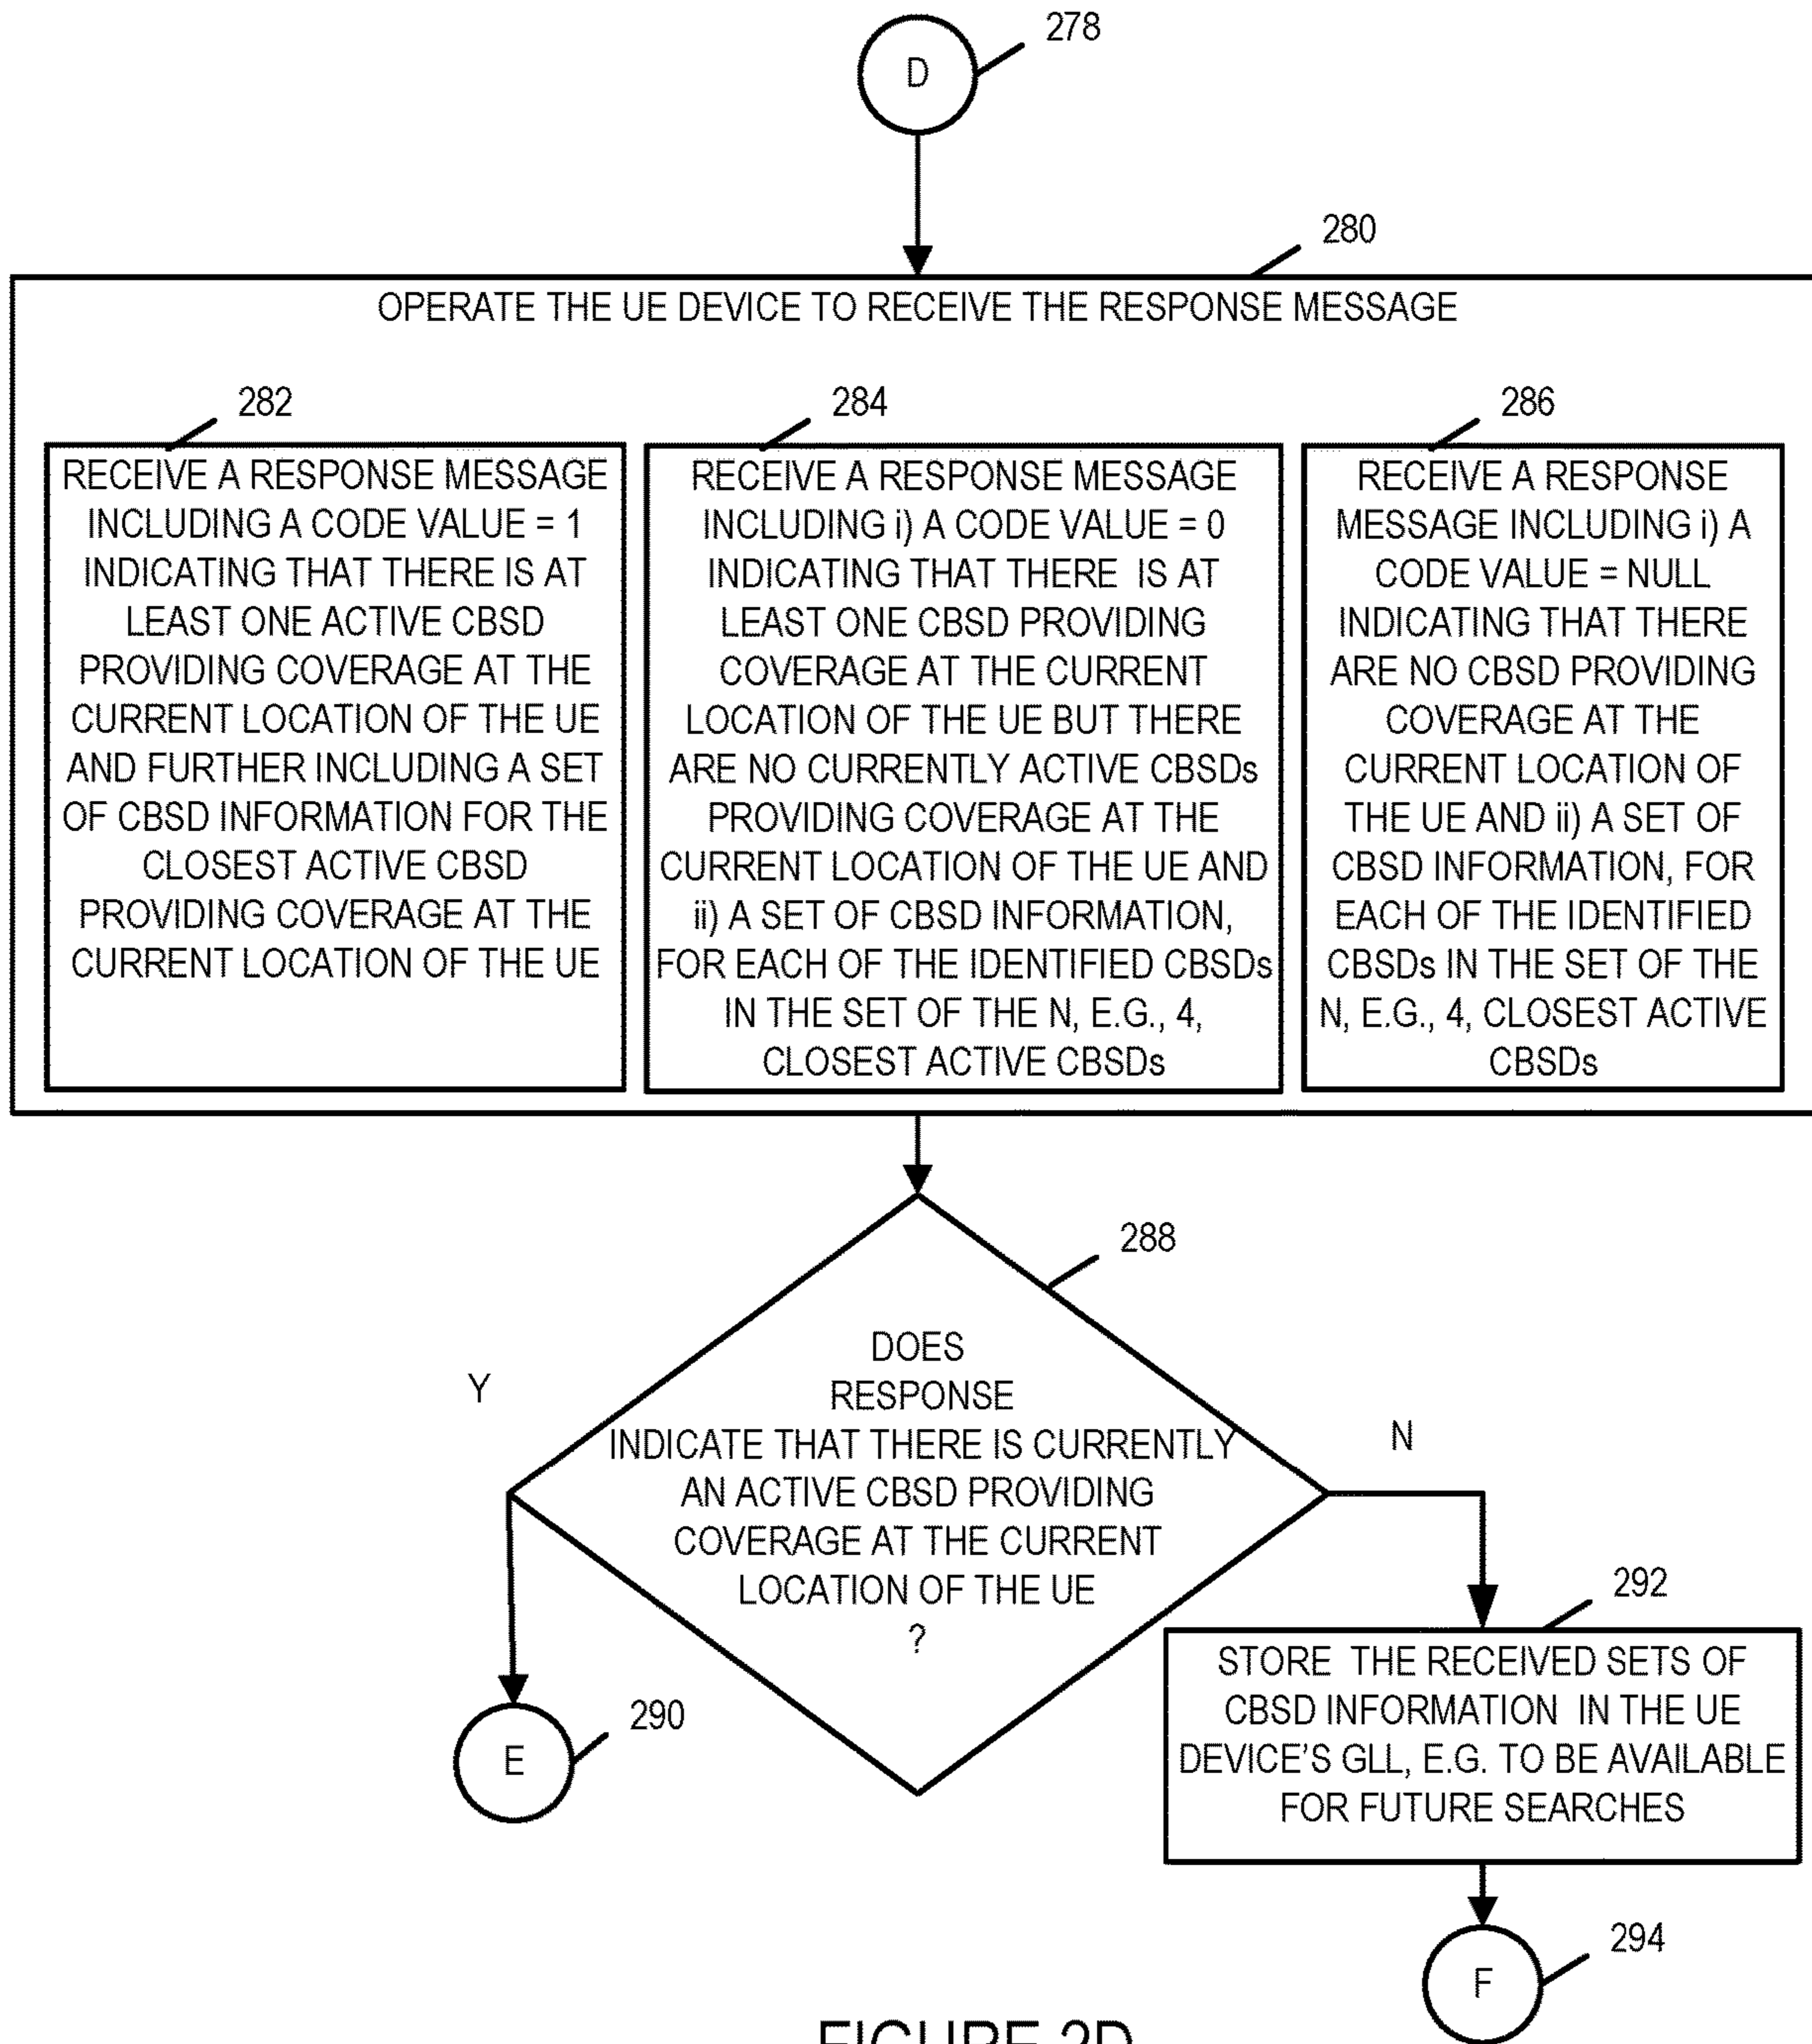 278
D
280
OPERATE THE UE DEVICE TO RECEIVE THE RESPONSE MESSAGE
282
RECEIVE A RESPONSE MESSAGE
INCLUDING A CODE VALUE = 1
INDICATING THAT THERE IS AT
LEAST ONE ACTIVE CBSD
PROVIDING COVERAGE AT THE
CURRENT LOCATION OF THE UE
AND FURTHER INCLUDING A SET
OF CBSD INFORMATION FOR THE
CLOSEST ACTIVE CBSD
PROVIDING COVERAGE AT THE
CURRENT LOCATION OF THE UE
284
RECEIVE A RESPONSE MESSAGE
INCLUDING i) A CODE VALUE = 0
INDICATING THAT THERE IS AT
LEAST ONE CBSD PROVIDING
COVERAGE AT THE CURRENT
LOCATION OF THE UE BUT THERE
ARE NO CURRENTLY ACTIVE CBSDs
PROVIDING COVERAGE AT THE
CURRENT LOCATION OF THE UE AND
ii) A SET OF CBSD INFORMATION,
FOR EACH OF THE IDENTIFIED CBSDs
IN THE SET OF THE N, E.G., 4,
CLOSEST ACTIVE CBSDs
286
RECEIVE A RESPONSE
MESSAGE INCLUDING i) A
CODE VALUE = NULL
INDICATING THAT THERE
ARE NO CBSD PROVIDING
COVERAGE AT THE
CURRENT LOCATION OF
THE UE AND ii) A SET OF
CBSD INFORMATION, FOR
EACH OF THE IDENTIFIED
CBSDs IN THE SET OF THE
N, E.G., 4, CLOSEST ACTIVE
CBSDs
288
DOES
RESPONSE
INDICATE THAT THERE IS CURRENTLY
AN ACTIVE CBSD PROVIDING
COVERAGE AT THE CURRENT
LOCATION OF THE UE
?
Y
N
290
E
292
STORE THE RECEIVED SETS OF
CBSD INFORMATION IN THE UE
DEVICE'S GLL, E.G. TO BE AVAILABLE
FOR FUTURE SEARCHES
294
F
FIGURE 2D